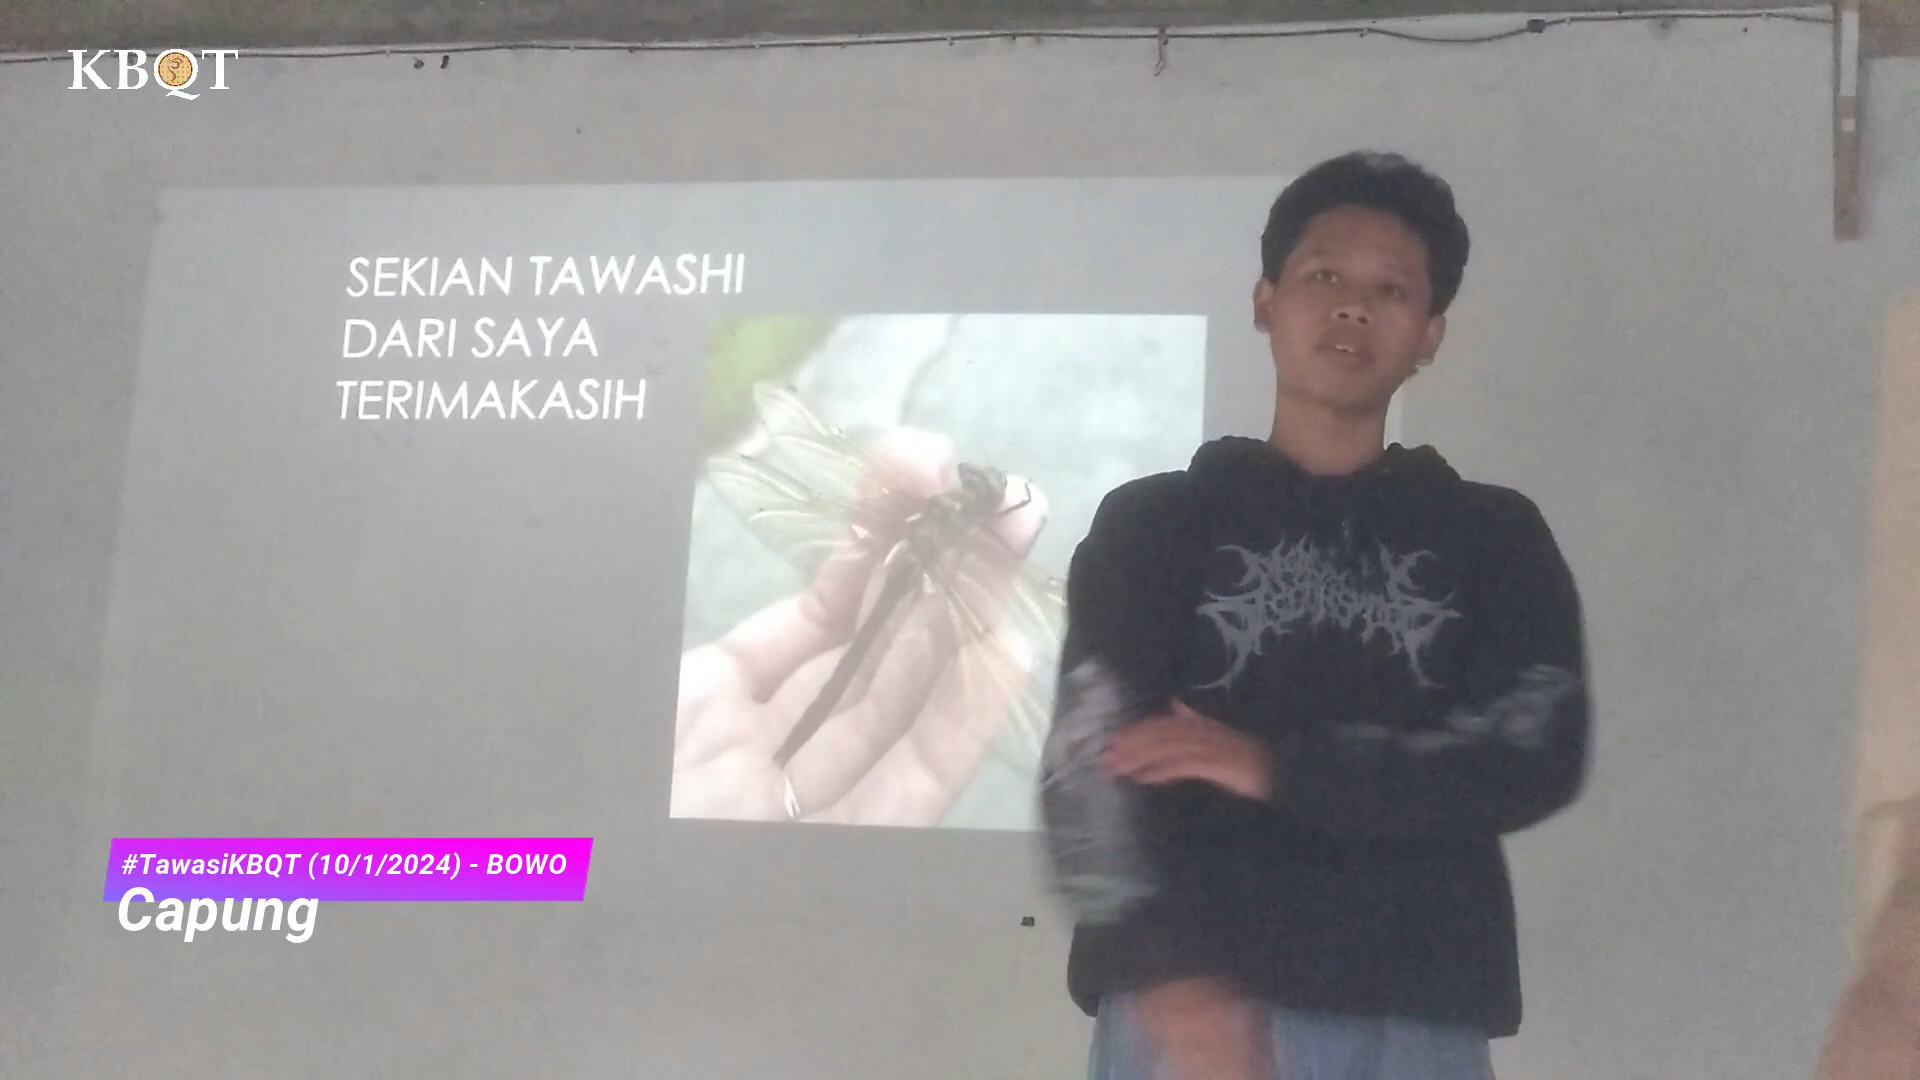 KBQT
SEKIAN TAWASHI
DARI SAYA
TERIMAKASIH
#TawasiKBQT (10/1/2024) - BOWO
Capung